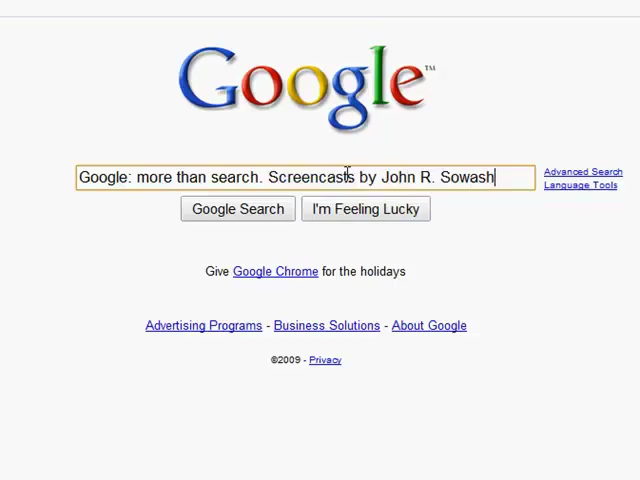 Google™
Google: more than search. Screencasts by John R. Sowash
Advanced Search
Language Tools
Google Search
I'm Feeling Lucky
Give Google Chrome for the holidays
Advertising Programs - Business Solutions - About Google
©2009 - Privacy